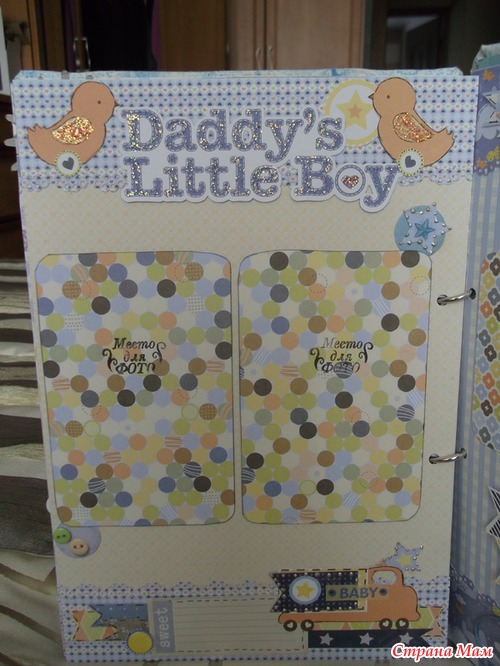 Daddy's
Little Boy
Место
для
ФОТО
Место
для
ФОТО
BABY
sweet
Страна Мам